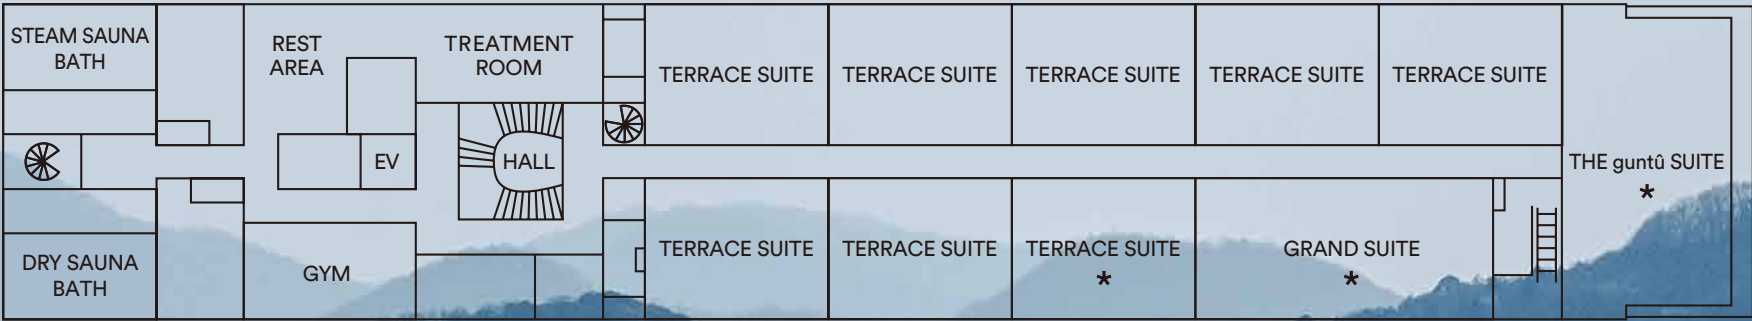 STEAM SAUNA
BATH
REST
AREA
TREATMENT
ROOM
TERRACE SUITE
TERRACE SUITE
TERRACE SUITE
TERRACE SUITE
TERRACE SUITE
EV
HALL
THE guntû SUITE
*
DRY SAUNA
BATH
GYM
TERRACE SUITE
TERRACE SUITE
TERRACE SUITE
*
GRAND SUITE
*